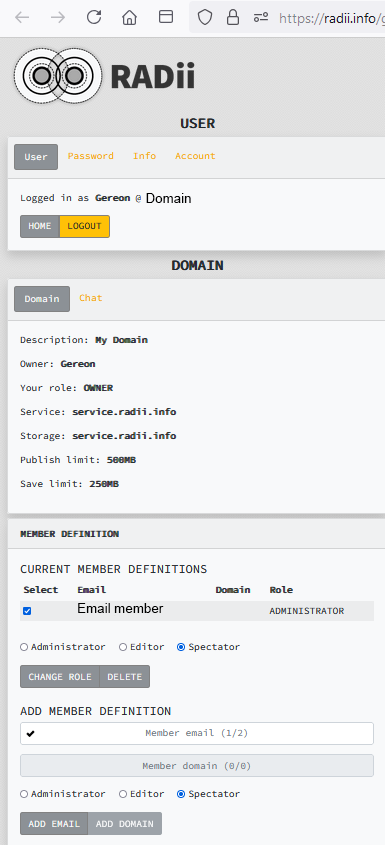 https://radii.info/
RADii
USER
User Password Info Account
Logged in as Gereon @ Domain
HOME LOGOUT
DOMAIN
Domain Chat
Description: My Domain
Owner: Gereon
Your role: OWNER
Service: service.radii.info
Storage: service.radii.info
Publish limit: 500MB
Save limit: 250MB
MEMBER DEFINITION
CURRENT MEMBER DEFINITIONS
Select Email Domain Role
Email member ADMINISTRATOR
Administrator Editor Spectator
CHANGE ROLE DELETE
ADD MEMBER DEFINITION
Member email (1/2)
Member domain (0/0)
Administrator Editor Spectator
ADD EMAIL ADD DOMAIN